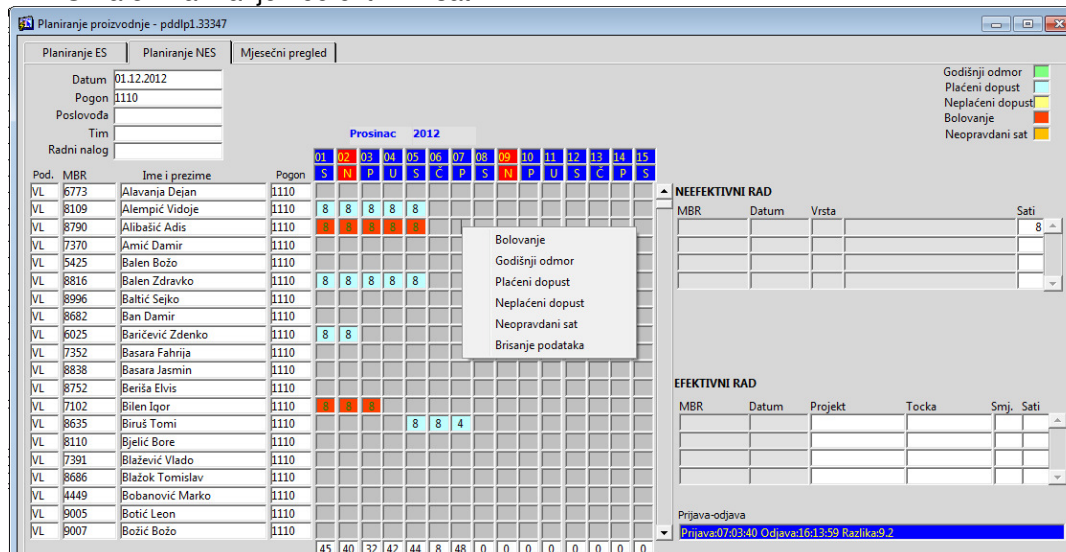 Planiranje proizvodnje - pddlp1.33347
Planiranje ES Planiranje NES Mjesečni pregled
Datum 01.12.2012
Pogon 1110
Poslovođa
Tim
Radni nalog
Godišnji odmor
Plaćeni dopust
Neplaćeni dopust
Bolovanje
Neopravdani sat
Prosinac 2012
01 02 03 04 05 06 07 08 09 10 11 12 13 14 15
Pod. MBR Ime i prezime Pogon S N P U S Č P S N P U S Č P S
VL 6773 Alavanja Dejan 1110
VL 8109 Alempić Vidoje 1110 8 8 8 8 8
VL 8790 Alibašić Adis 1110 8 8 8 8 8
VL 7370 Amić Damir 1110
VL 5425 Balen Božo 1110
VL 8816 Balen Zdravko 1110 8 8 8 8 8
VL 8996 Baltić Sejko 1110
VL 8682 Ban Damir 1110
VL 6025 Baričević Zdenko 1110 8 8
VL 7352 Basara Fahrija 1110
VL 8838 Basara Jasmin 1110
VL 8752 Beriša Elvis 1110
VL 7102 Bilen Igor 1110 8 8 8
VL 8635 Biruš Tomi 1110 8 8 4
VL 8110 Bjelić Bore 1110
VL 7391 Blažević Vlado 1110
VL 8686 Blažok Tomislav 1110
VL 4449 Bobanović Marko 1110
VL 9005 Botić Leon 1110
VL 9007 Božić Božo 1110
45 40 32 42 44 8 48 0 0 0 0 0 0 0 0
Bolovanje
Godišnji odmor
Plaćeni dopust
Neplaćeni dopust
Neopravdani sat
Brisanje podataka
NEEFEKTIVNI RAD
MBR Datum Vrsta Sati
8
EFEKTIVNI RAD
MBR Datum Projekt Tocka Smj. Sati
Prijava-odjava
Prijava:07:03:40 Odjava:16:13:59 Razlika:9.2